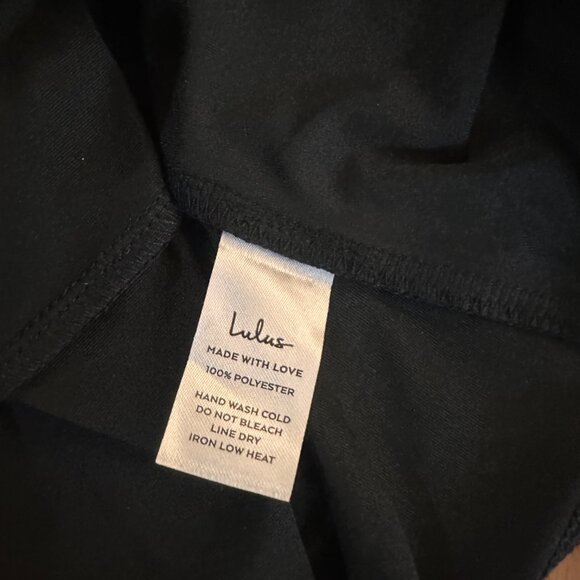 Lulus
MADE WITH LOVE
100% POLYESTER
HAND WASH COLD
DO NOT BLEACH
LINE DRY
IRON LOW HEAT